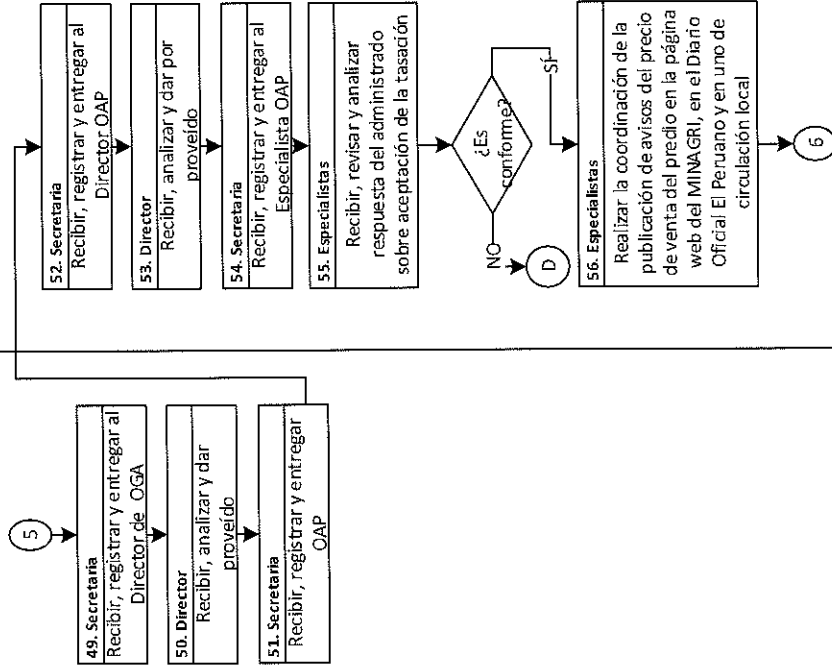 5
49. Secretaria
Recibir, registrar y entregar al
Director de OGA
50. Director
Recibir, analizar y dar
proveído
51. Secretaria
Recibir, registrar y entregar
OAP
52. Secretaria
Recibir, registrar y entregar al
Director OAP
53. Director
Recibir, analizar y dar por
proveído
54. Secretaria
Recibir, registrar y entregar al
Especialista OAP
55. Especialistas
Recibir, revisar y analizar
respuesta del administrado
sobre aceptación de la tasación
¿Es
conforme?
NO
SÍ
D
56. Especialistas
Realizar la coordinación de la
publicación de avisos del precio
de venta del predio en la página
web del MINAGRI, en el Diario
Oficial El Peruano y en uno de
circulación local
6